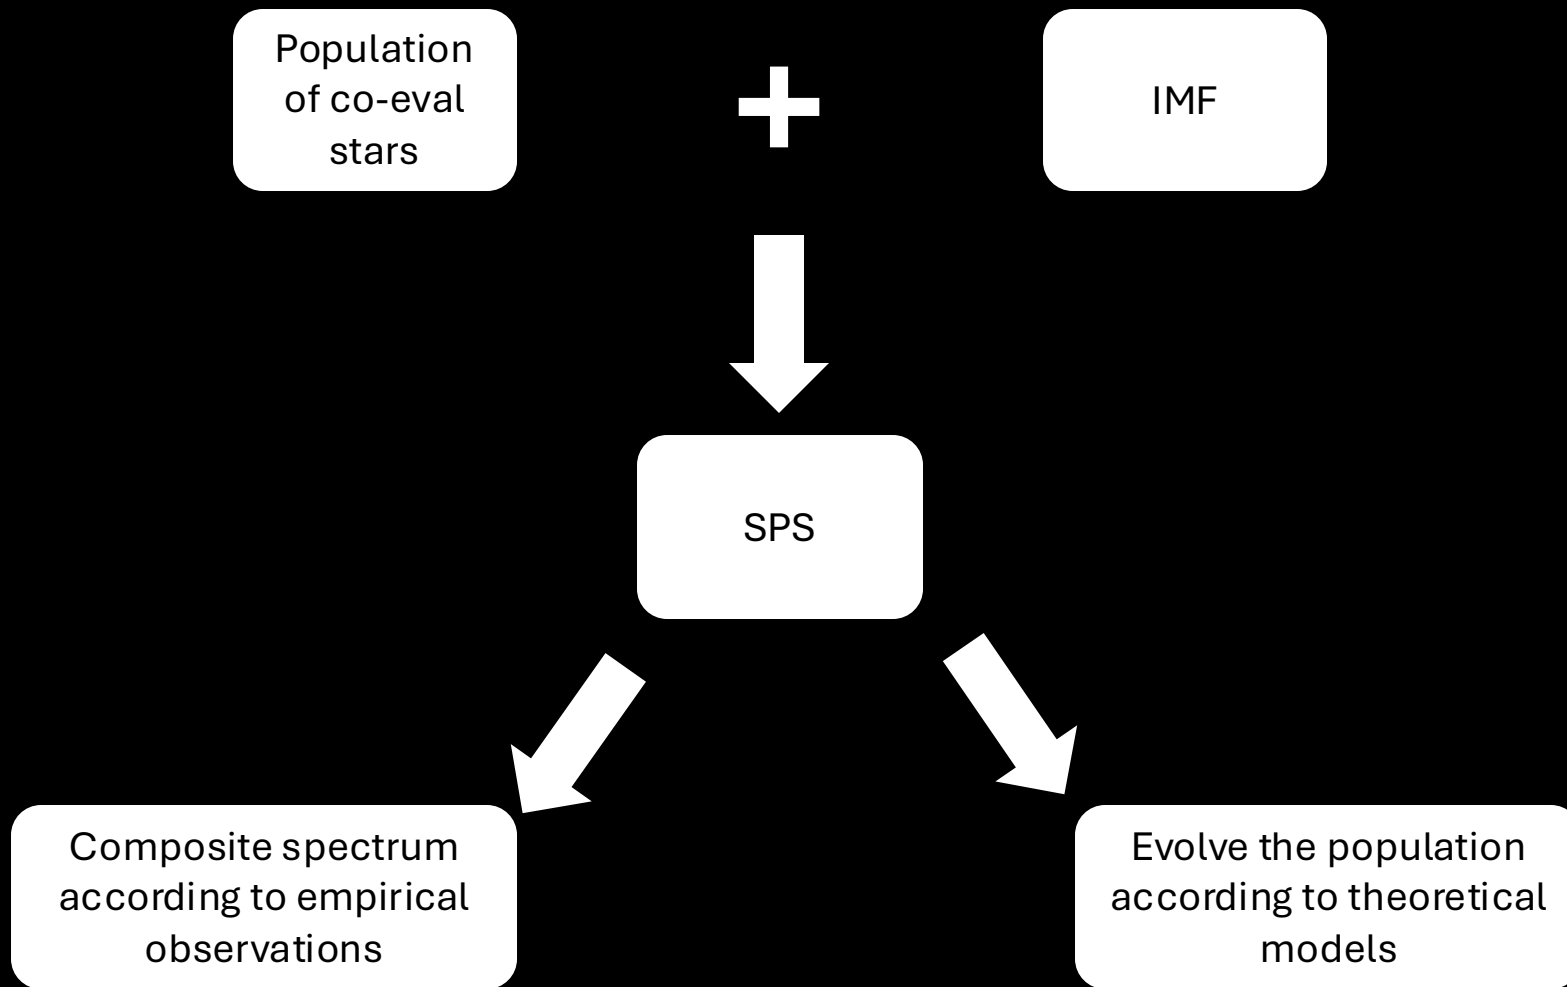 Population
of co-eval
stars
+
IMF
SPS
Composite spectrum
according to empirical
observations
Evolve the population
according to theoretical
models